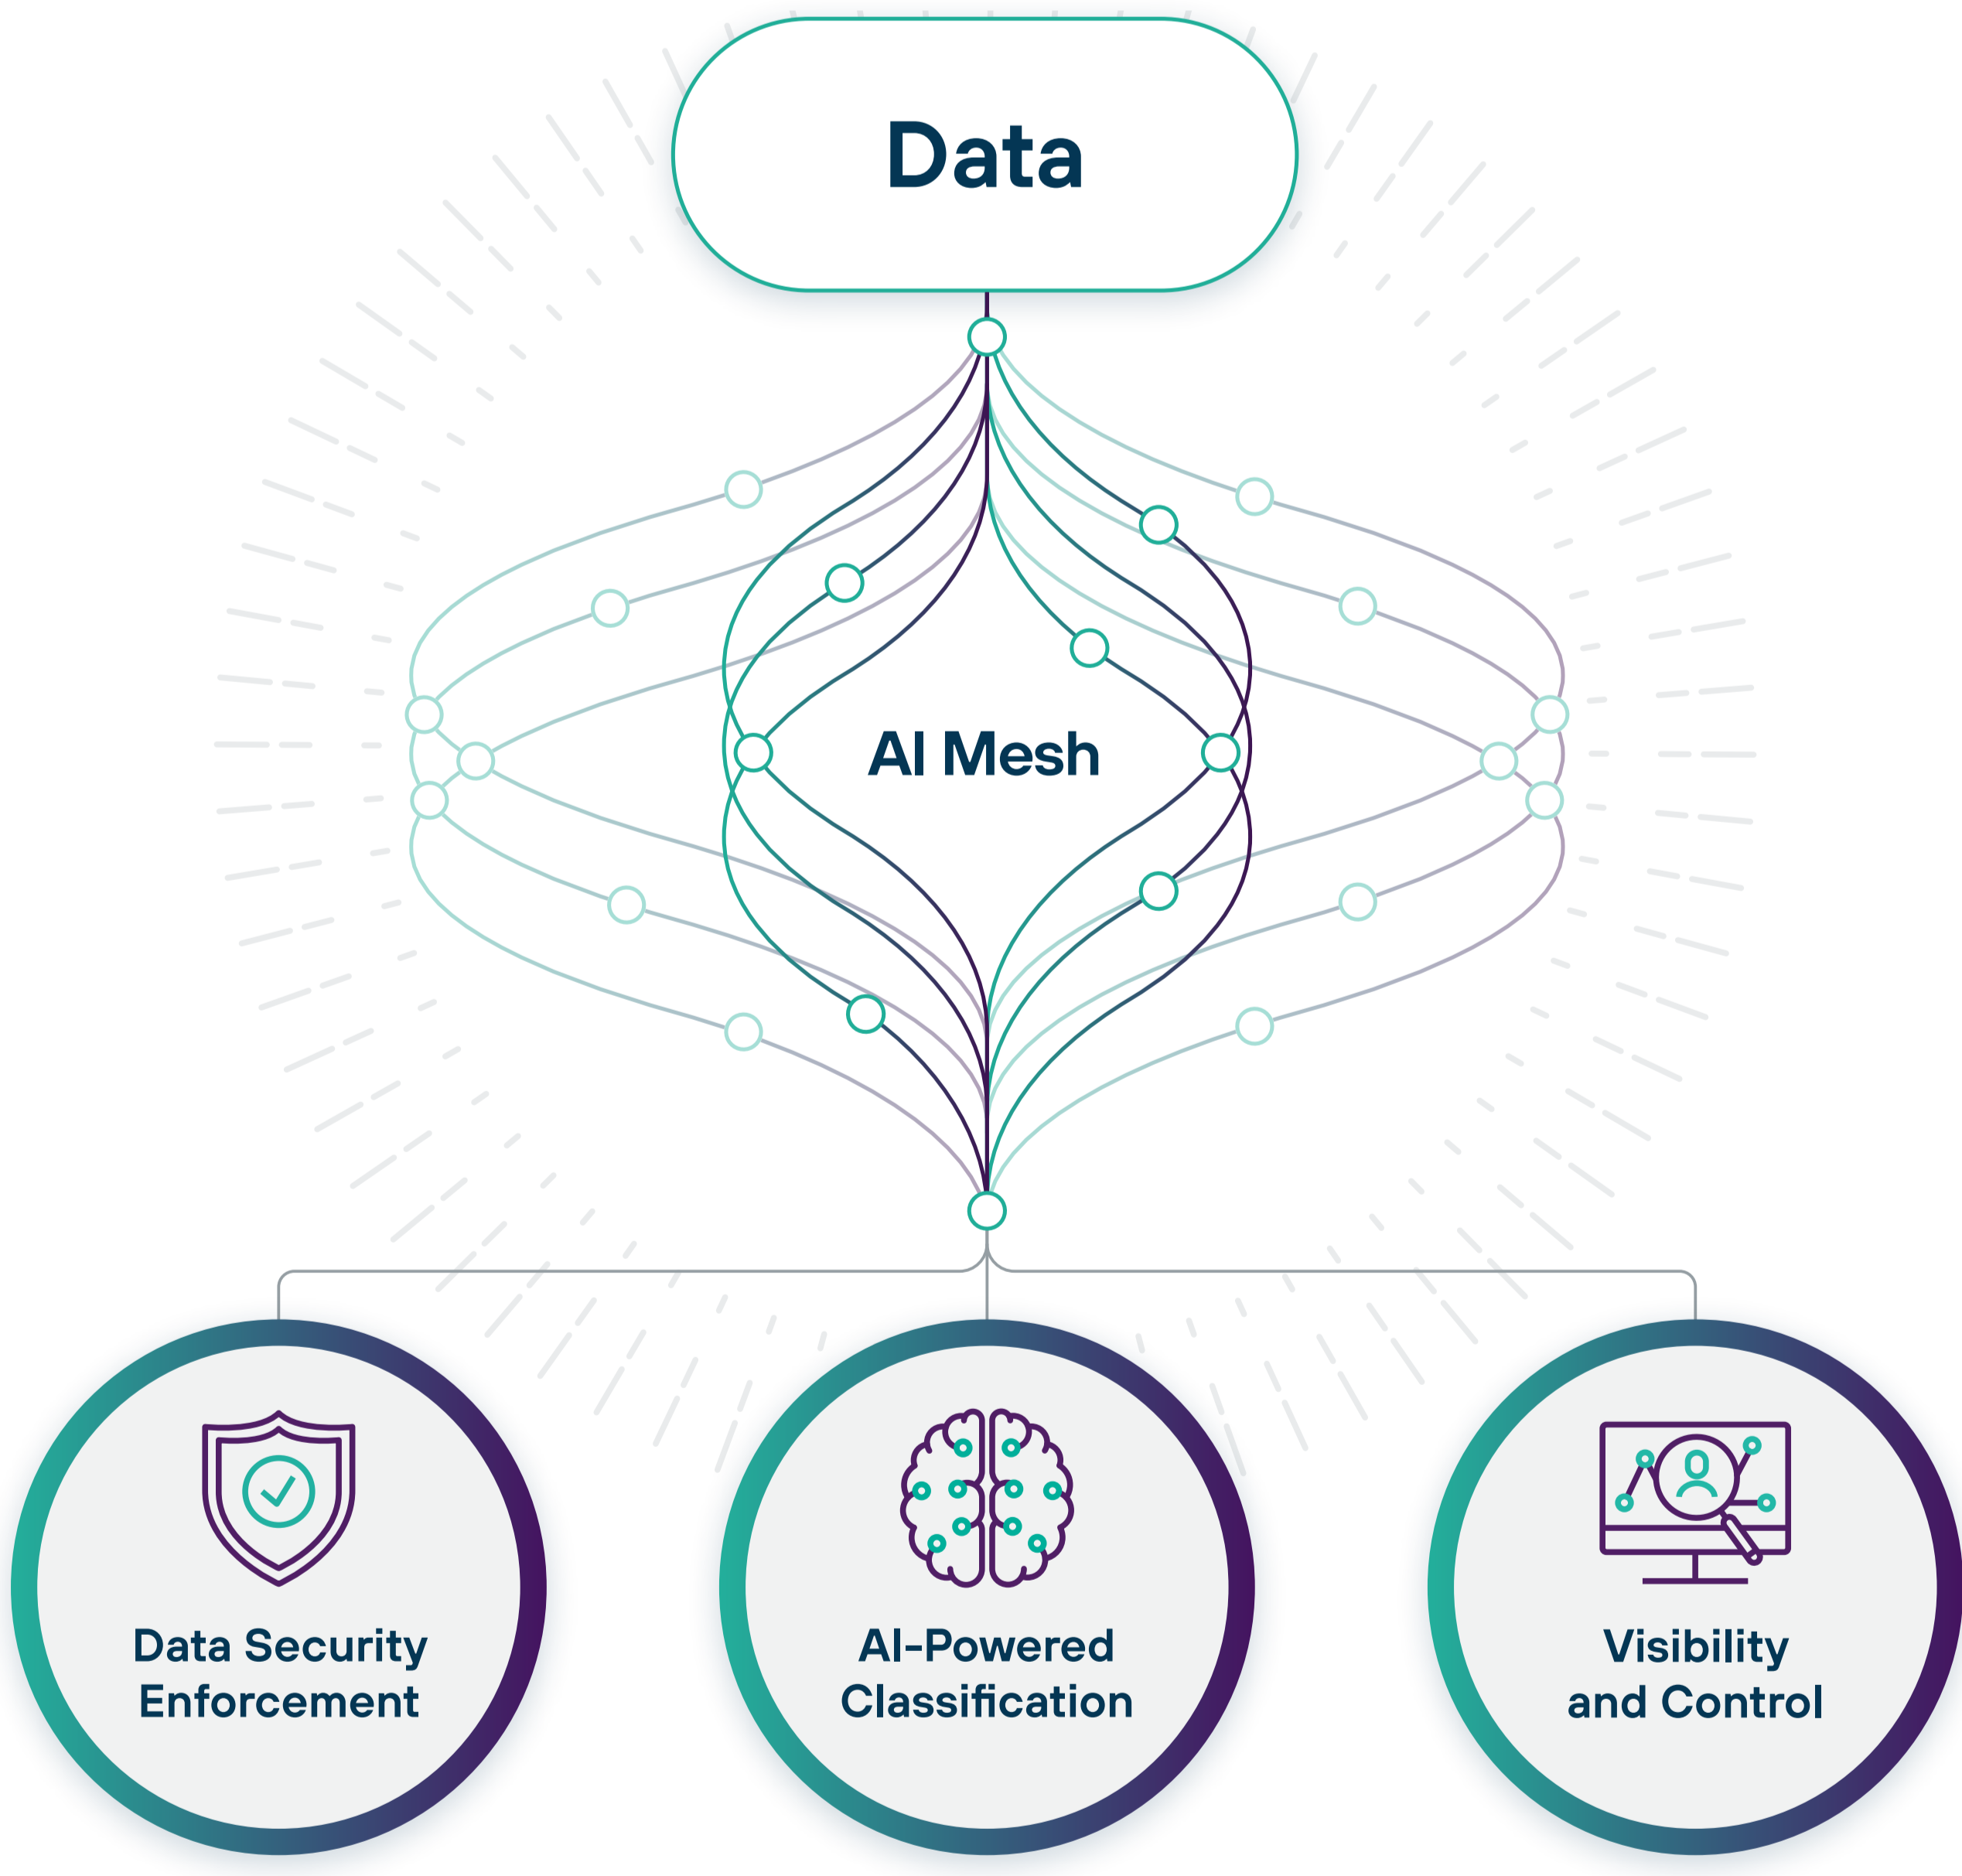 Data
AI Mesh
Data Security
Enforcement
AI-Powered
Classification
Visibility
and Control